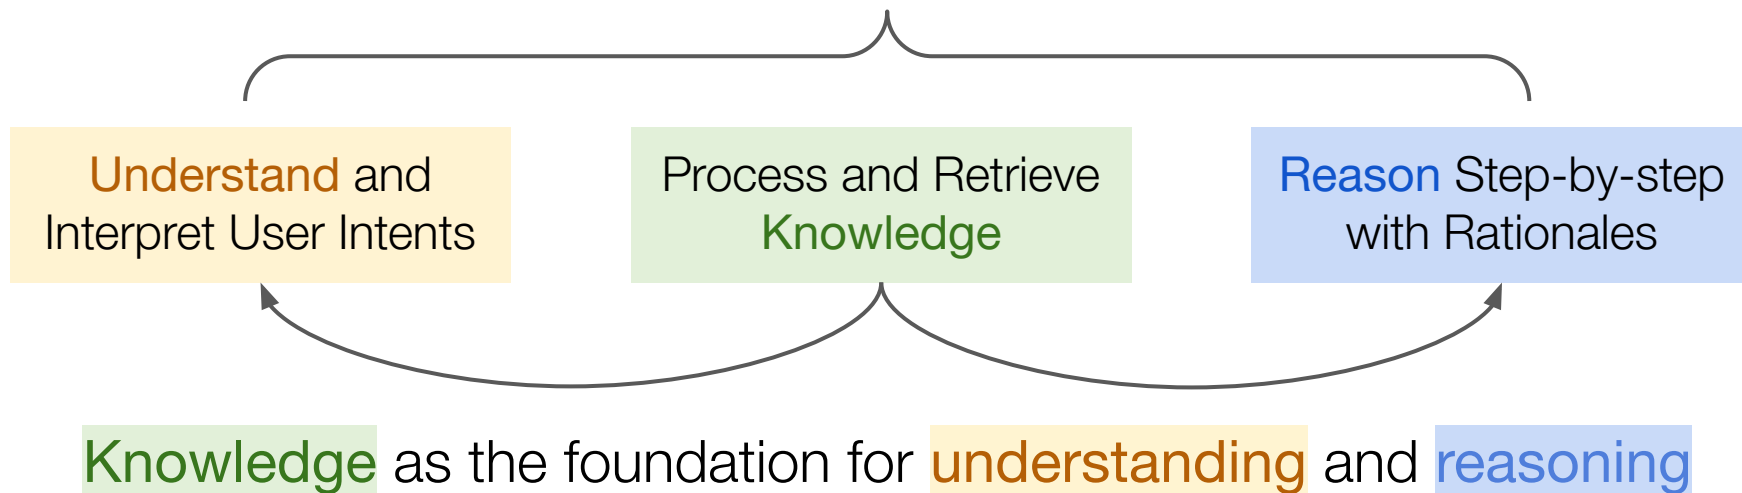 Understand and
Interpret User Intents
Process and Retrieve
Knowledge
Reason Step-by-step
with Rationales
Knowledge as the foundation for understanding and reasoning